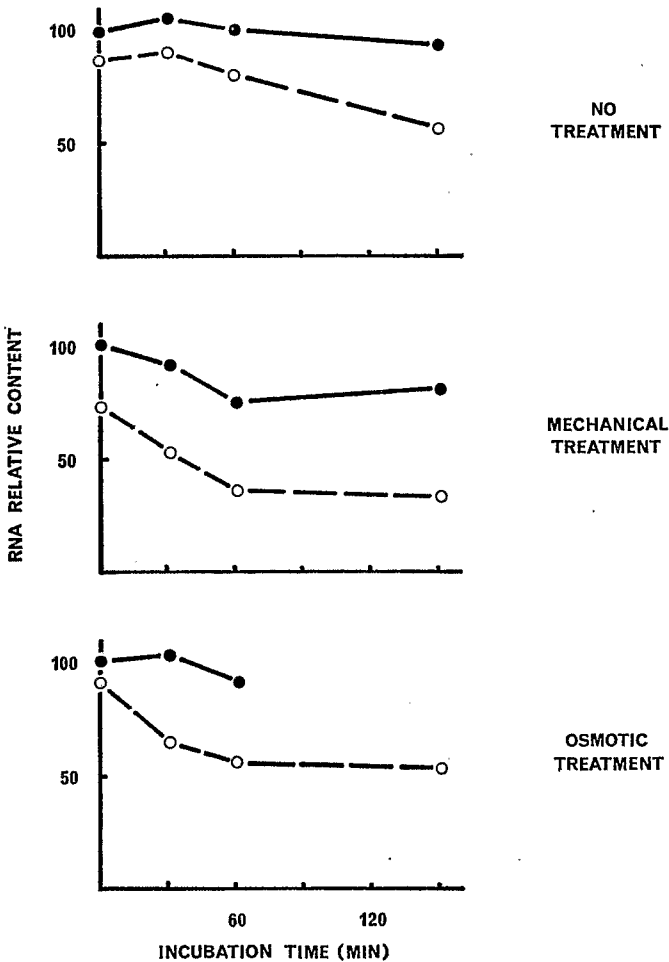 100
50
NO
TREATMENT
RNA RELATIVE CONTENT
100
50
MECHANICAL
TREATMENT
100
50
OSMOTIC
TREATMENT
60
120
INCUBATION TIME (MIN)